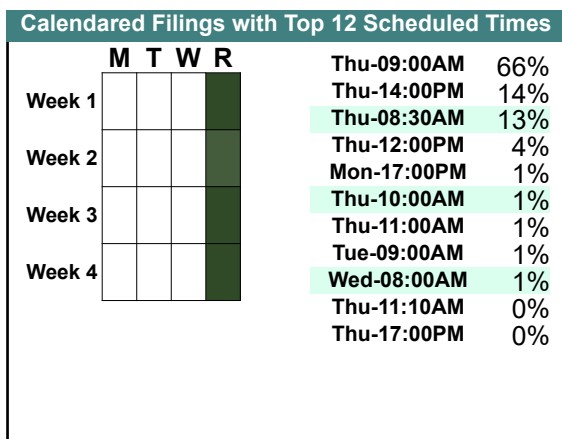 Calendared Filings with Top 12 Scheduled Times
M T W R
Week 1
Week 2
Week 3
Week 4
Thu-09:00AM 66%
Thu-14:00PM 14%
Thu-08:30AM 13%
Thu-12:00PM 4%
Mon-17:00PM 1%
Thu-10:00AM 1%
Thu-11:00AM 1%
Tue-09:00AM 1%
Wed-08:00AM 1%
Thu-11:10AM 0%
Thu-17:00PM 0%